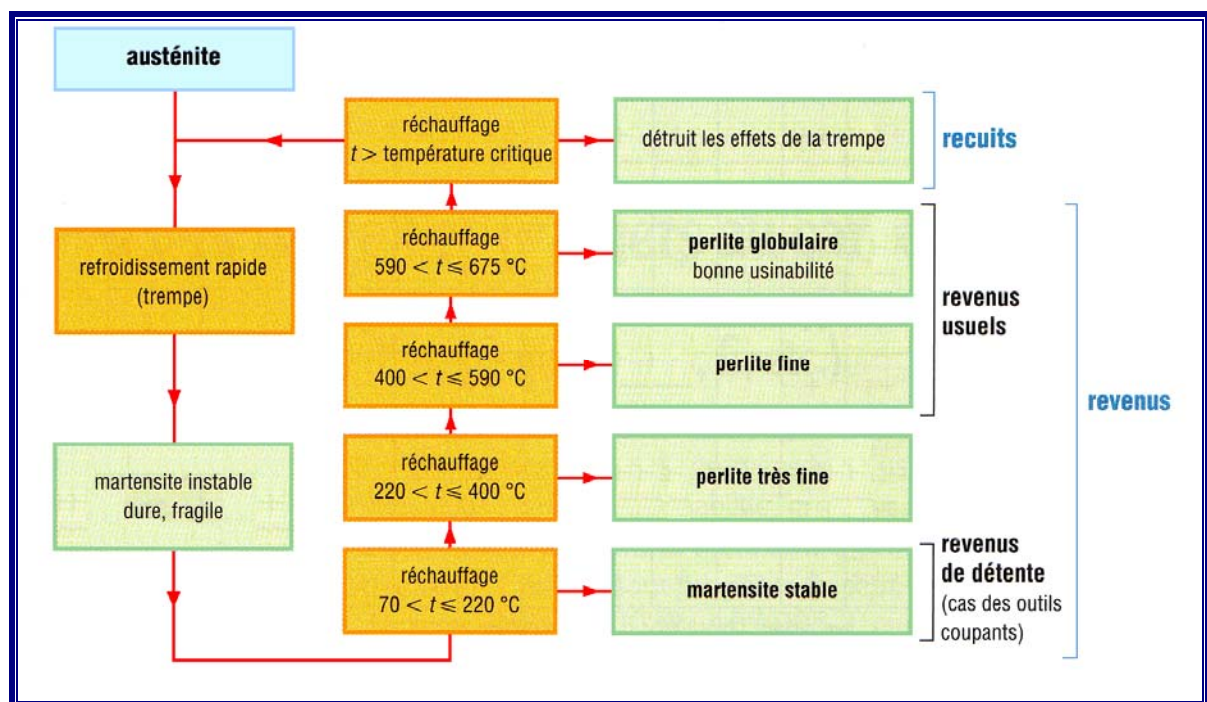 austénite
réchauffage
t > température critique
détruit les effets de la trempe
recuits
refroidissement rapide
(trempe)
réchauffage
590 < t ⩽ 675 °C
perlite globulaire
bonne usinabilité
réchauffage
400 < t ⩽ 590 °C
perlite fine
revenus
usuels
revenus
martensite instable
dure, fragile
réchauffage
220 < t ⩽ 400 °C
perlite très fine
réchauffage
70 < t ⩽ 220 °C
martensite stable
revenus
de détente
(cas des outils
coupants)